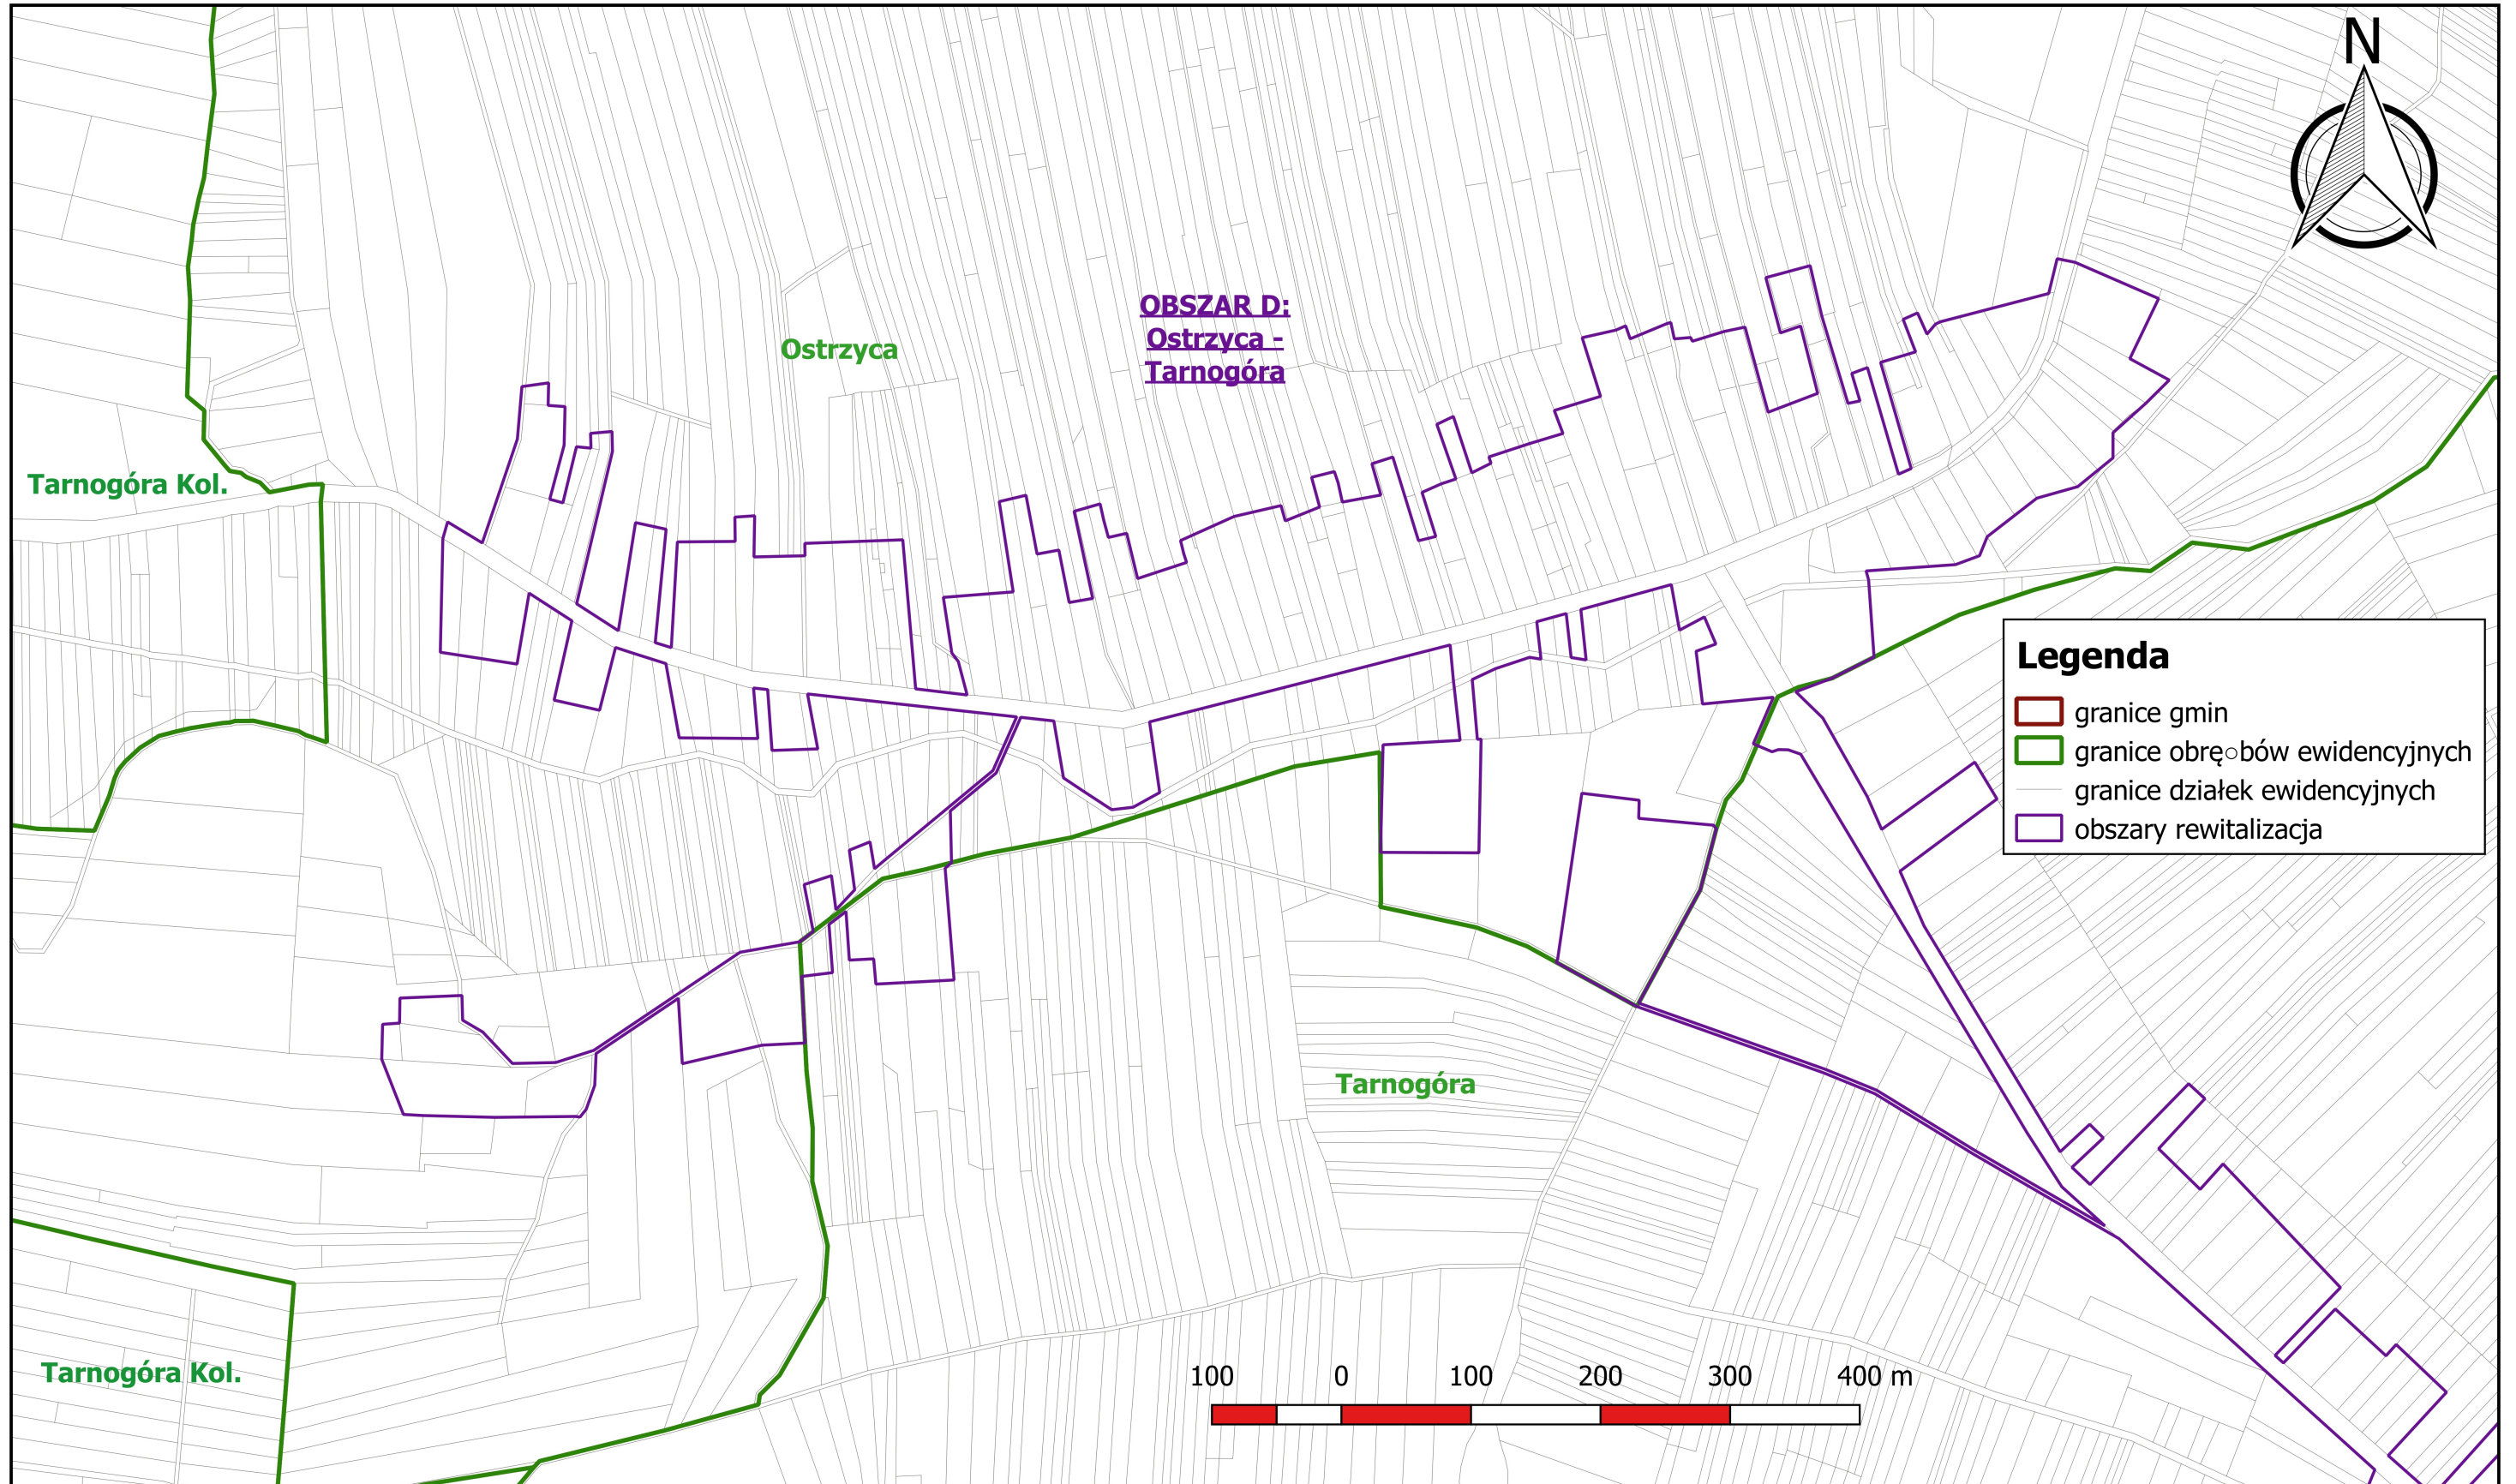 N
OBSZAR D:
Ostrzyca -
Tarnogóra
Ostrzyca
Tarnogóra Kol.
Legenda
granice gmin
granice obrę○bów ewidencyjnych
granice działek ewidencyjnych
obszary rewitalizacja
Tarnogóra
Tarnogóra Kol.
100 0 100 200 300 400 m